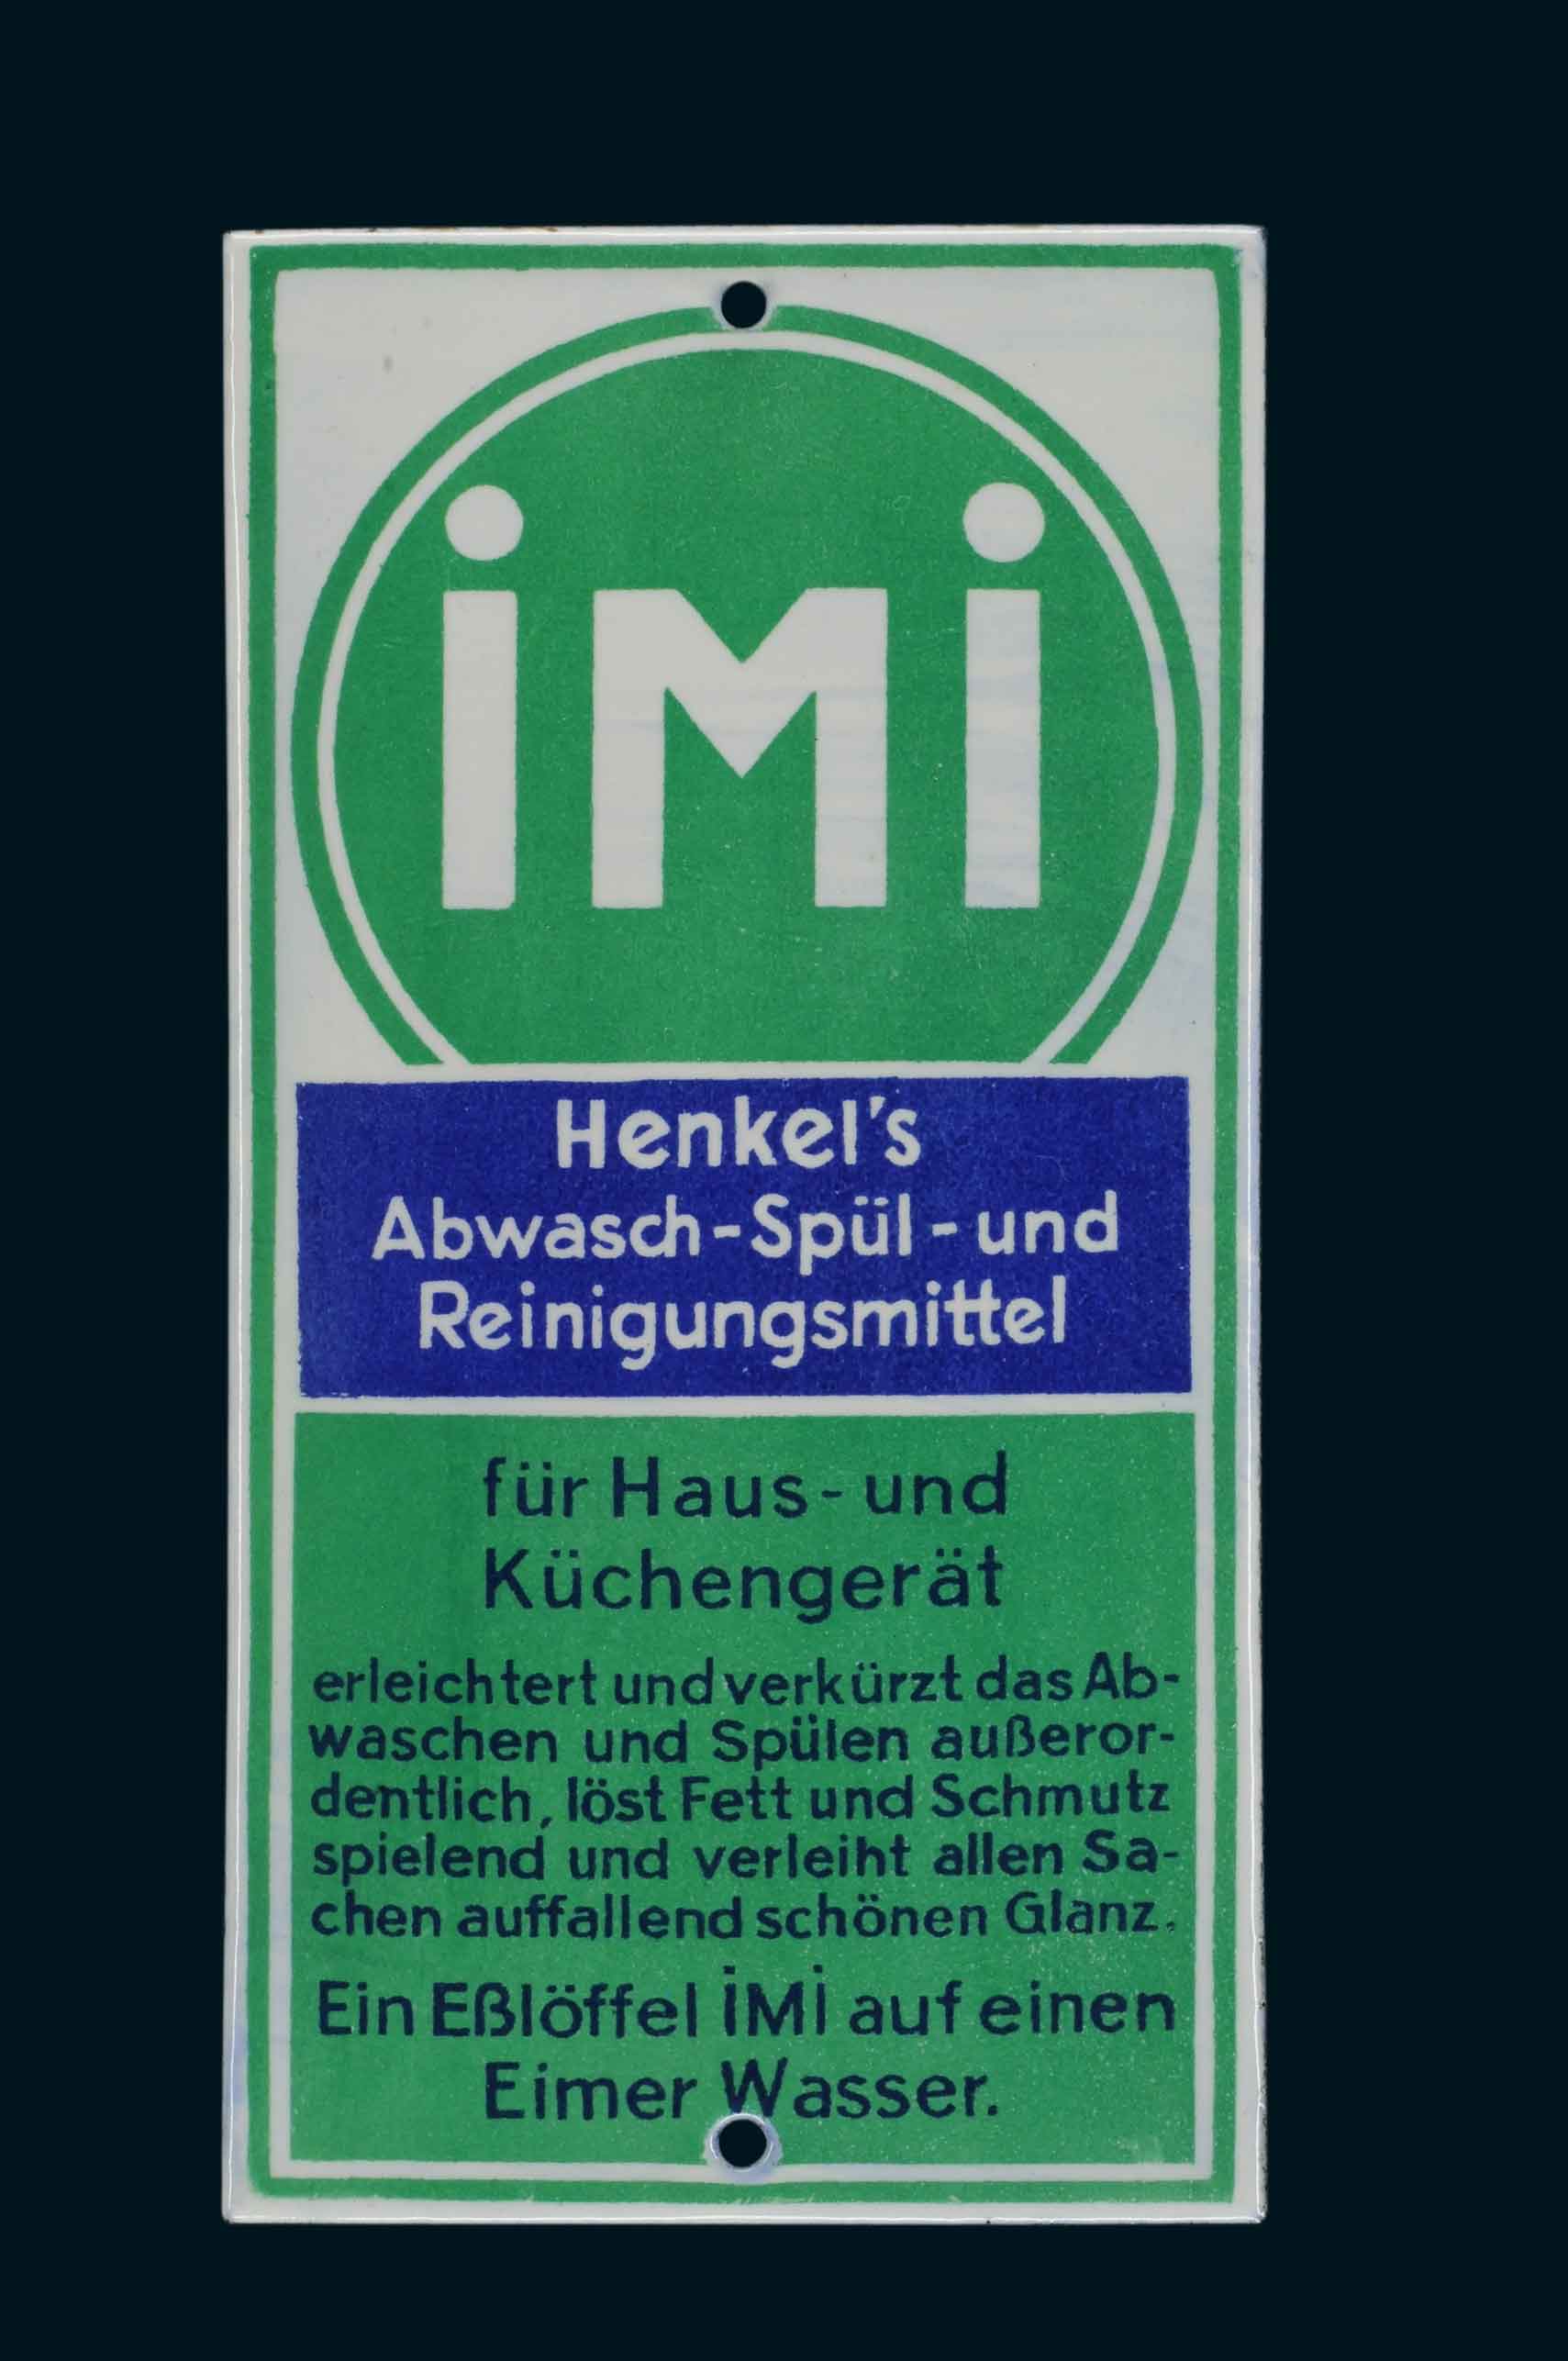 iMi
Henkel's
Abwasch-Spül-und
Reinigungsmittel
für Haus-und
Küchengerät
erleichtert und verkürzt das Ab-
waschen und Spülen außeror-
dentlich, löst Fett und Schmutz
spielend und verleiht allen Sa-
chen auffallend schönen Glanz.
Ein Eßlöffel iMi auf einen
Eimer Wasser.